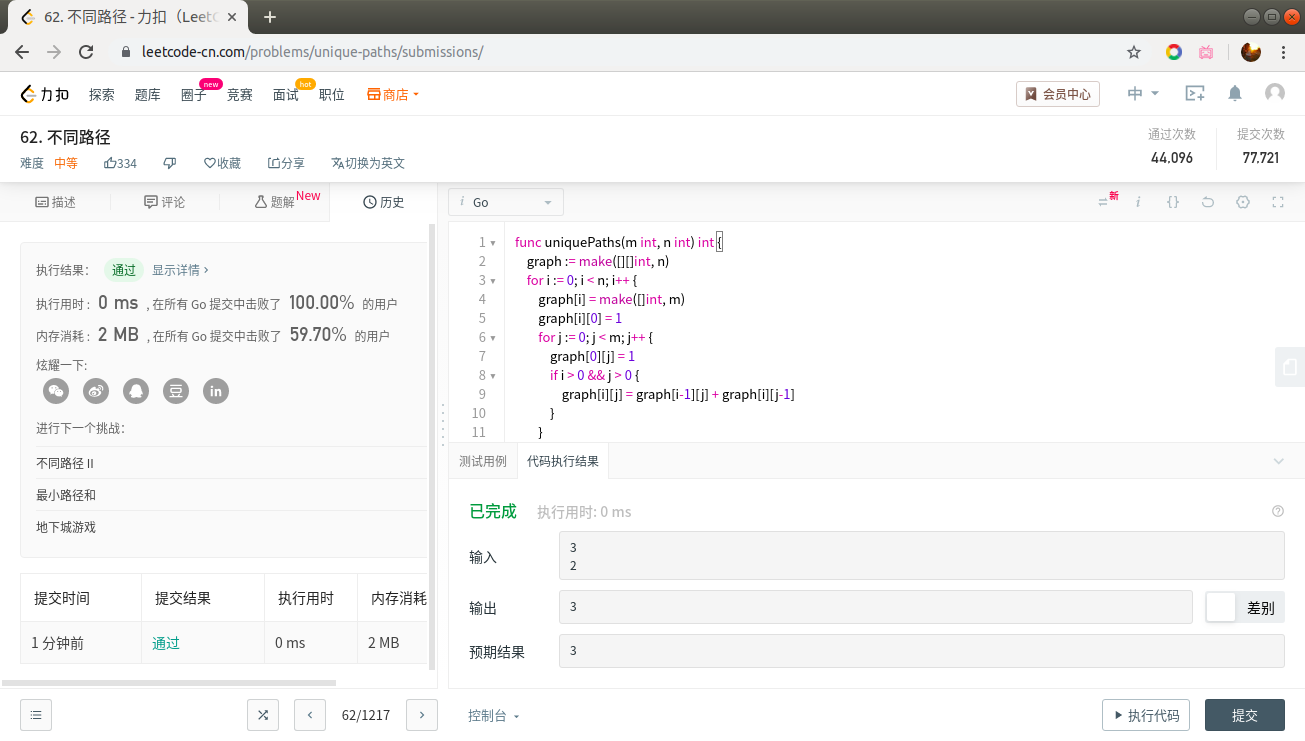 62. 不同路径 - 力扣（LeetC
leetcode-cn.com/problems/unique-paths/submissions/
力扣 探索 题库 圈子 new 竞赛 面试 hot 职位 商店 会员中心 中
62. 不同路径
难度 中等 334 收藏 分享 切换为英文
通过次数 提交次数
44,096 77,721
描述 评论 题解 New 历史
执行结果： 通过 显示详情 ›
执行用时 : 0 ms , 在所有 Go 提交中击败了 100.00% 的用户
内存消耗 : 2 MB , 在所有 Go 提交中击败了 59.70% 的用户
炫耀一下:
豆 in
进行下一个挑战：
不同路径 II
最小路径和
地下城游戏
提交时间 提交结果 执行用时 内存消耗
1 分钟前 通过 0 ms 2 MB
62/1217
i Go 新 i {}
1 func uniquePaths(m int, n int) int {
2 graph := make([][]int, n)
3 for i := 0; i < n; i++ {
4 graph[i] = make([]int, m)
5 graph[i][0] = 1
6 for j := 0; j < m; j++ {
7 graph[0][j] = 1
8 if i > 0 && j > 0 {
9 graph[i][j] = graph[i-1][j] + graph[i][j-1]
10 }
11 }
测试用例 代码执行结果
已完成 执行用时: 0 ms
输入
3
2
输出 3 差别
预期结果 3
控制台 执行代码 提交